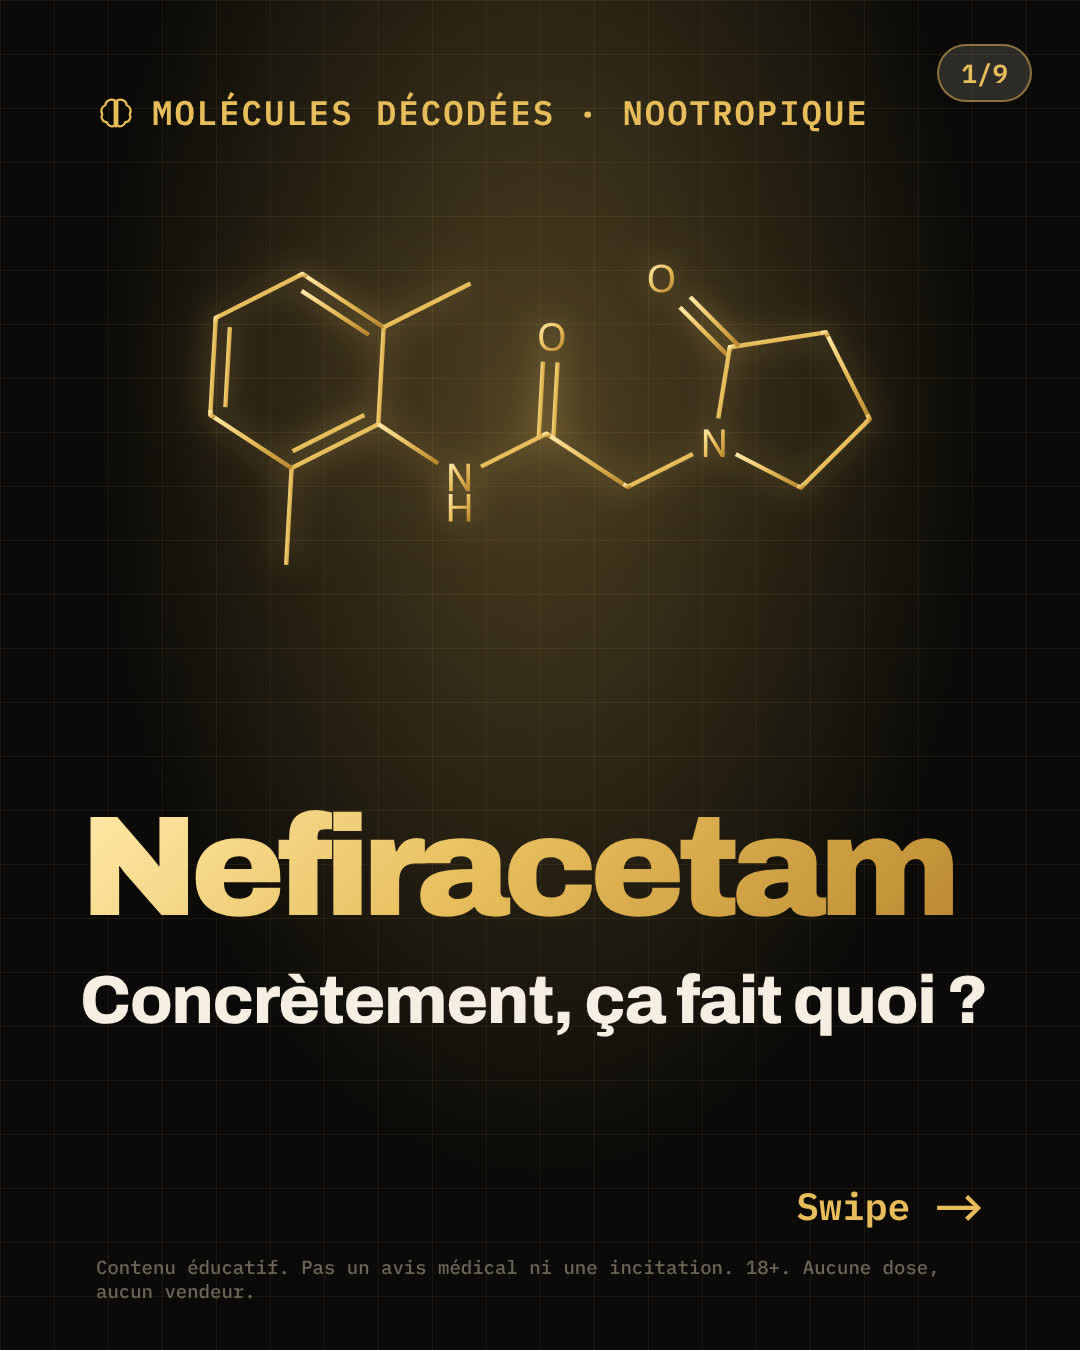 1/9
MOLÉCULES DÉCODÉES · NOOTROPIQUE
O
O
N
N
H
Nefiracetam
Concrètement, ça fait quoi ?
Swipe →
Contenu éducatif. Pas un avis médical ni une incitation. 18+. Aucune dose,
aucun vendeur.